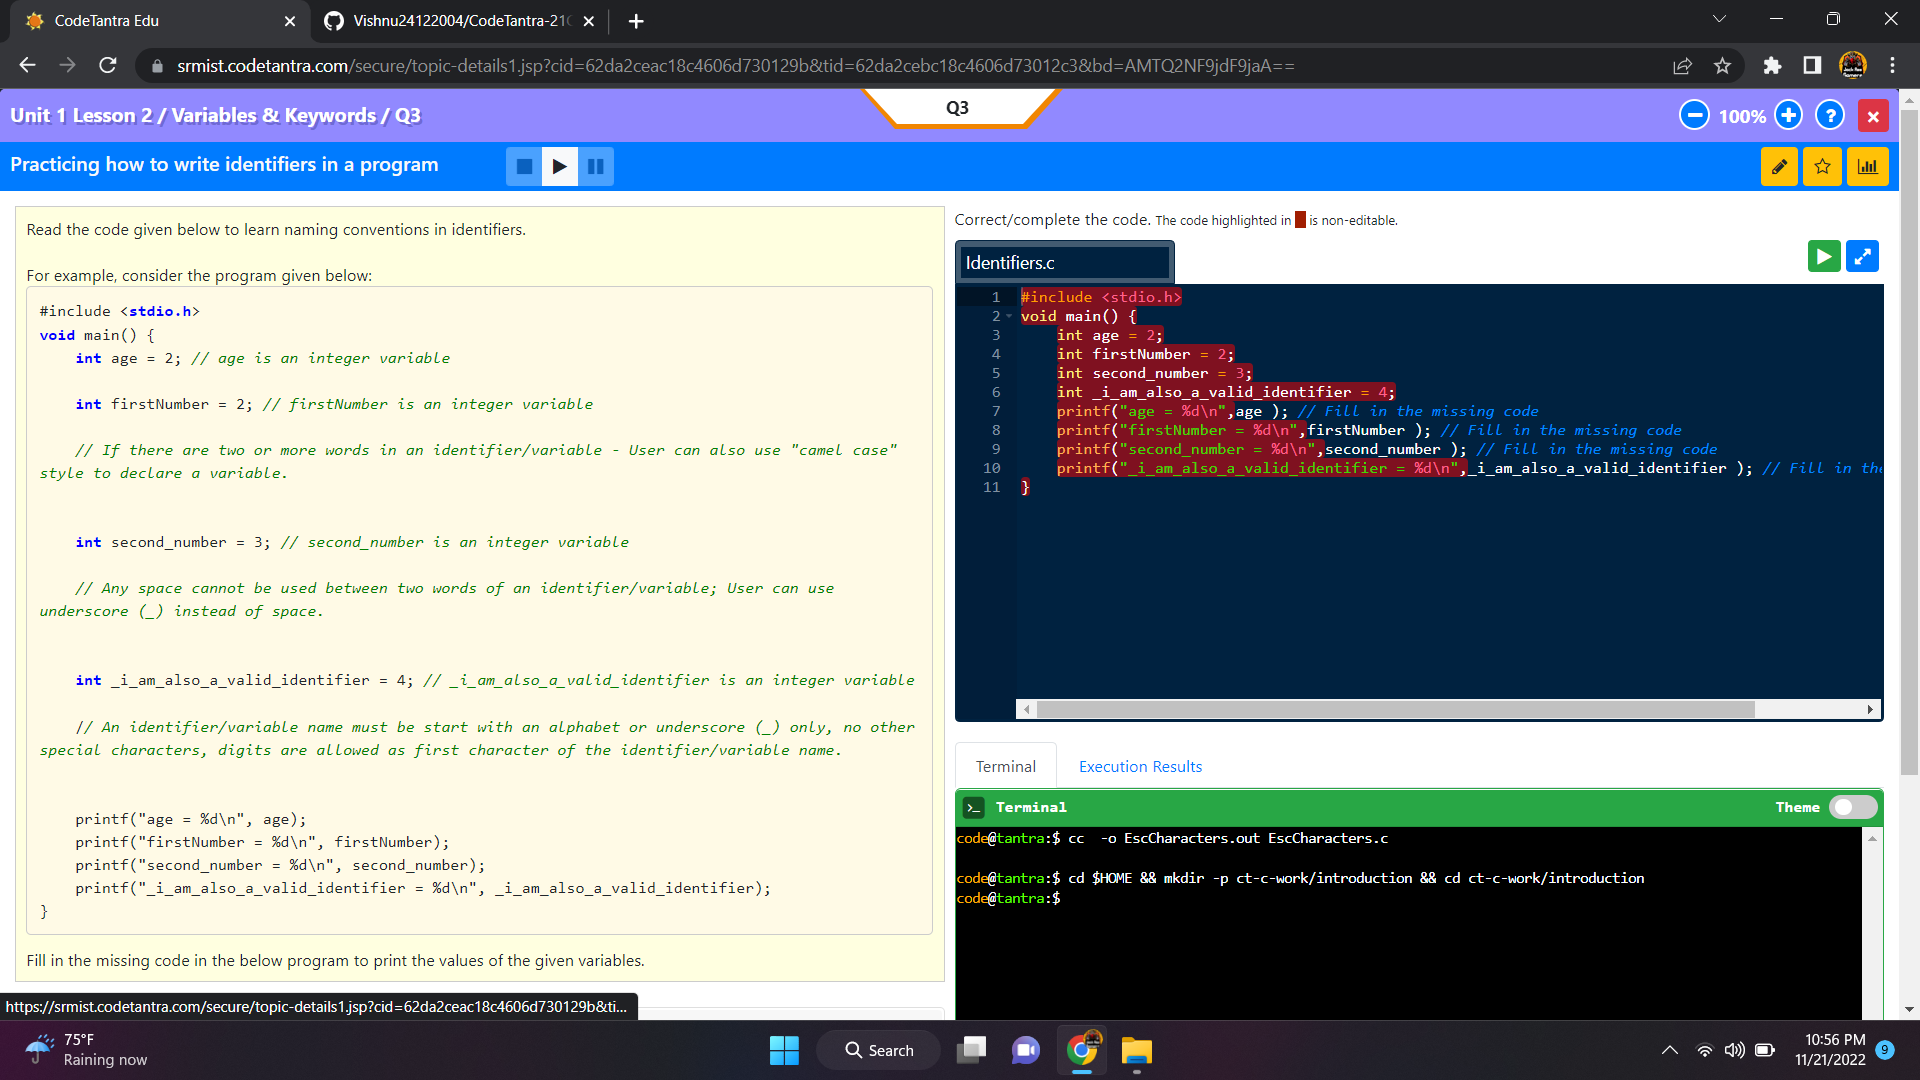 CodeTantra Edu
Vishnu24122004/CodeTantra-21
srmist.codetantra.com/secure/topic-details1.jsp?cid=62da2ceac18c4606d730129b&tid=62da2cebc18c4606d73012c3&bd=AMTQ2NF9jdF9jaA==
Unit 1 Lesson 2 / Variables & Keywords / Q3
Q3
100%
?
Practicing how to write identifiers in a program
Read the code given below to learn naming conventions in identifiers.
For example, consider the program given below:
#include <stdio.h>
void main() {
int age = 2; // age is an integer variable
int firstNumber = 2; // firstNumber is an integer variable
// If there are two or more words in an identifier/variable - User can also use "camel case"
style to declare a variable.
int second_number = 3; // second_number is an integer variable
// Any space cannot be used between two words of an identifier/variable; User can use
underscore (_) instead of space.
int _i_am_also_a_valid_identifier = 4; // _i_am_also_a_valid_identifier is an integer variable
// An identifier/variable name must be start with an alphabet or underscore (_) only, no other
special characters, digits are allowed as first character of the identifier/variable name.
printf("age = %d\n", age);
printf("firstNumber = %d\n", firstNumber);
printf("second_number = %d\n", second_number);
printf("_i_am_also_a_valid_identifier = %d\n", _i_am_also_a_valid_identifier);
}
Fill in the missing code in the below program to print the values of the given variables.
https://srmist.codetantra.com/secure/topic-details1.jsp?cid=62da2ceac18c4606d730129b&ti...
Correct/complete the code. The code highlighted in is non-editable.
Identifiers.c
1 #include <stdio.h>
2 void main() {
3 int age = 2;
4 int firstNumber = 2;
5 int second_number = 3;
6 int _i_am_also_a_valid_identifier = 4;
7 printf("age = %d\n",age ); // Fill in the missing code
8 printf("firstNumber = %d\n",firstNumber ); // Fill in the missing code
9 printf("second_number = %d\n",second_number ); // Fill in the missing code
10 printf("_i_am_also_a_valid_identifier = %d\n",_i_am_also_a_valid_identifier ); // Fill in the
11 }
Terminal
Execution Results
Terminal
Theme
code@tantra:$ cc -o EscCharacters.out EscCharacters.c
code@tantra:$ cd $HOME && mkdir -p ct-c-work/introduction && cd ct-c-work/introduction
code@tantra:$
75°F
Raining now
Search
10:56 PM
11/21/2022
9